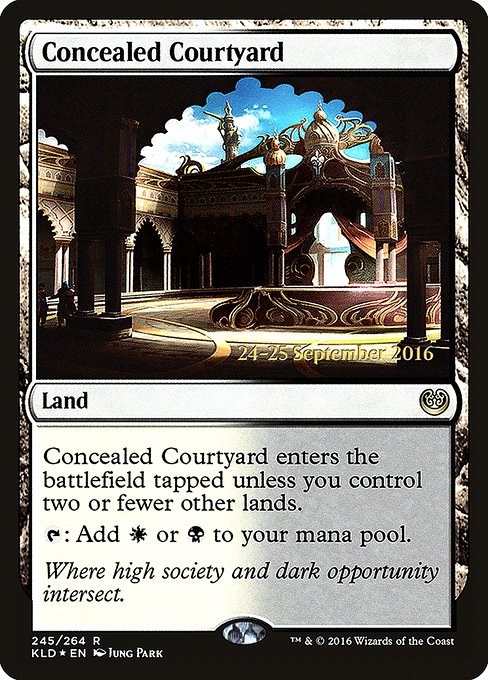 Concealed Courtyard
24-25 September 2016
Land
Concealed Courtyard enters the
battlefield tapped unless you control
two or fewer other lands.
: Add or to your mana pool.
Where high society and dark opportunity
intersect.
245/264 R
KLD★EN Jung Park
™ & © 2016 Wizards of the Coast